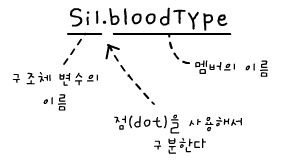 Sil.bloodType
구조체 변수의
이름
멤버의 이름
점(dot)을 사용해서
구분한다